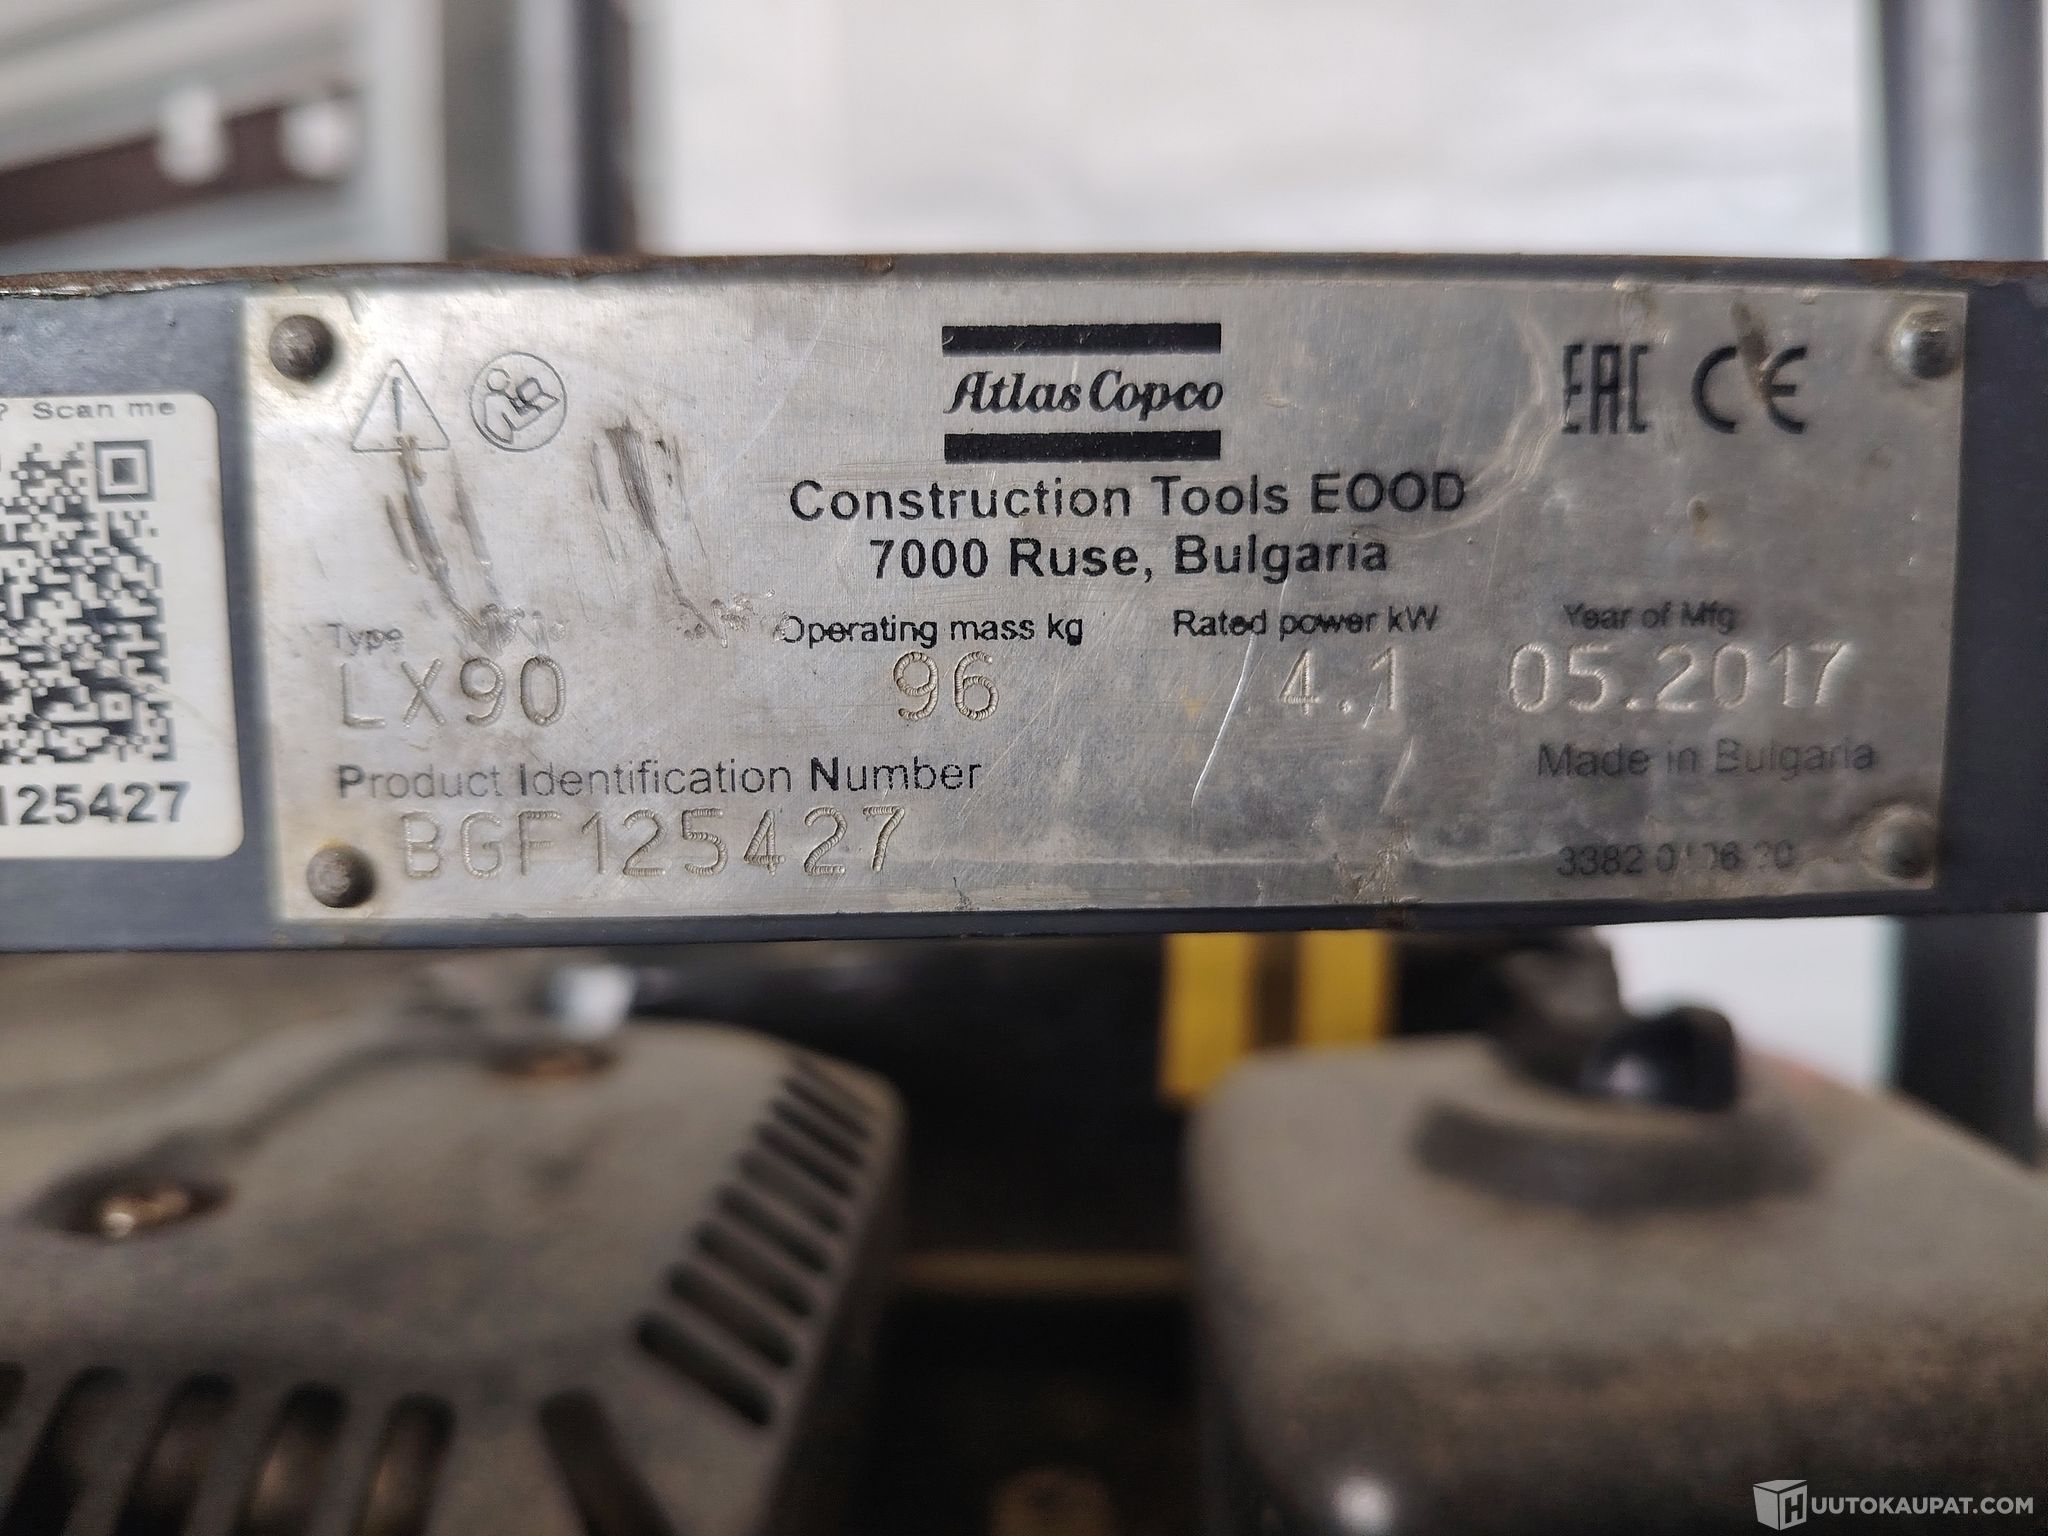 ? Scan me
125427
Atlas Copco
EAC CE
Construction Tools EOOD
7000 Ruse, Bulgaria
Type Operating mass kg Rated power kW Year of Mfg
LX90 96 4.1 05.2017
Made in Bulgaria
Product Identification Number
BGF125427
3382
HUUTOKAUPAT.COM